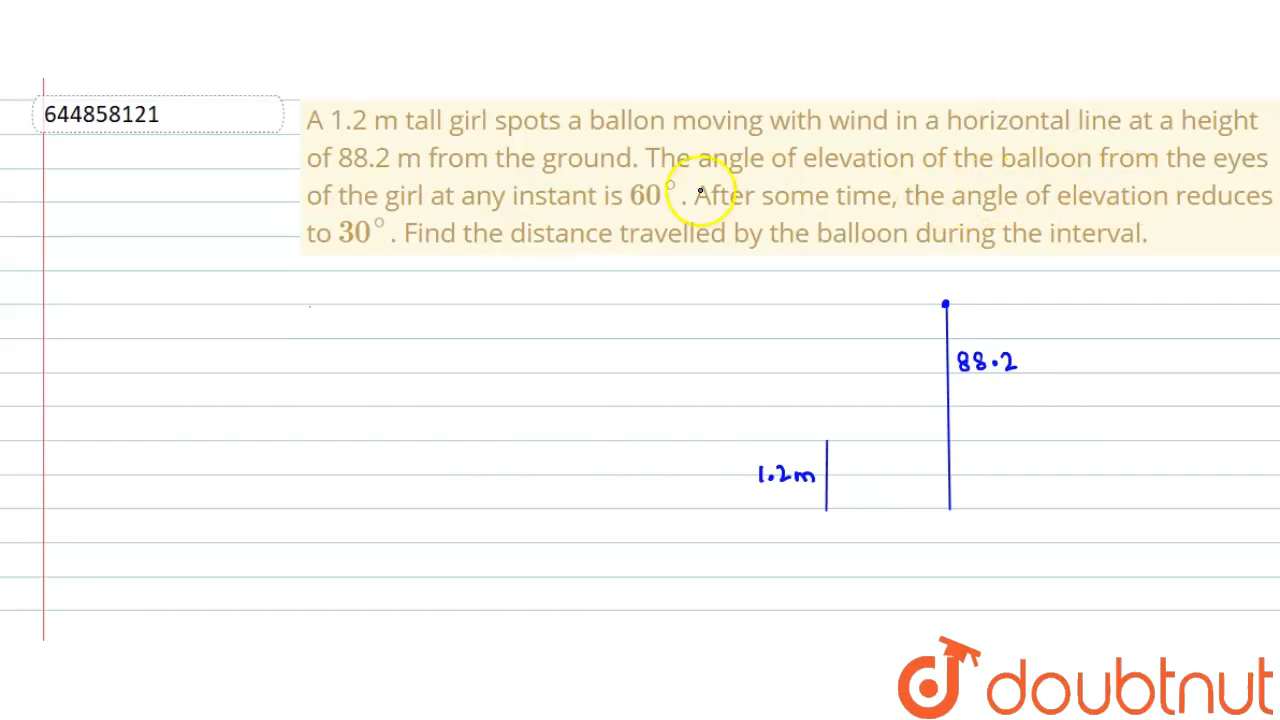 644858121
A 1.2 m tall girl spots a ballon moving with wind in a horizontal line at a height
of 88.2 m from the ground. The angle of elevation of the balloon from the eyes
of the girl at any instant is 60°. After some time, the angle of elevation reduces
to 30°. Find the distance travelled by the balloon during the interval.
88.2
1.2m
doubtnut